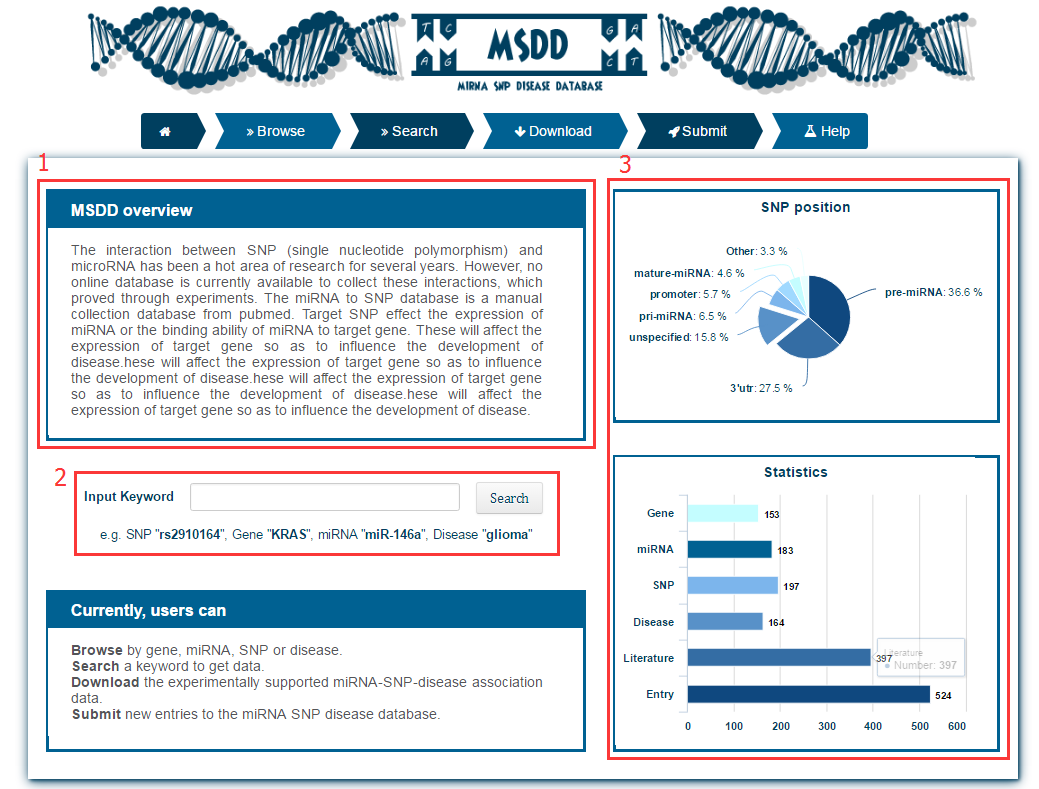 T C
MSDD
G A
A G
C T
MIRNA SNP DISEASE DATABASE
» Browse
» Search
Download
Submit
Help
1
MSDD overview
The interaction between SNP (single nucleotide polymorphism) and
microRNA has been a hot area of research for several years. However, no
online database is currently available to collect these interactions, which
proved through experiments. The miRNA to SNP database is a manual
collection database from pubmed. Target SNP effect the expression of
miRNA or the binding ability of miRNA to target gene. These will affect the
expression of target gene so as to influence the development of
disease.hese will affect the expression of target gene so as to influence
the development of disease.hese will affect the expression of target gene
so as to influence the development of disease.hese will affect the
expression of target gene so as to influence the development of disease.
2
Input Keyword
Search
e.g. SNP "rs2910164", Gene "KRAS", miRNA "miR-146a", Disease "glioma"
Currently, users can
Browse by gene, miRNA, SNP or disease.
Search a keyword to get data.
Download the experimentally supported miRNA-SNP-disease association
data.
Submit new entries to the miRNA SNP disease database.
3
SNP position
Other: 3.3 %
mature-miRNA: 4.6 %
promoter: 5.7 %
pri-miRNA: 6.5 %
unspecified: 15.8 %
pre-miRNA: 36.6 %
3'utr: 27.5 %
Statistics
Gene 153
miRNA 183
SNP 197
Disease 164
Literature 397
Literature
● Number: 397
Entry 524
0 100 200 300 400 500 600